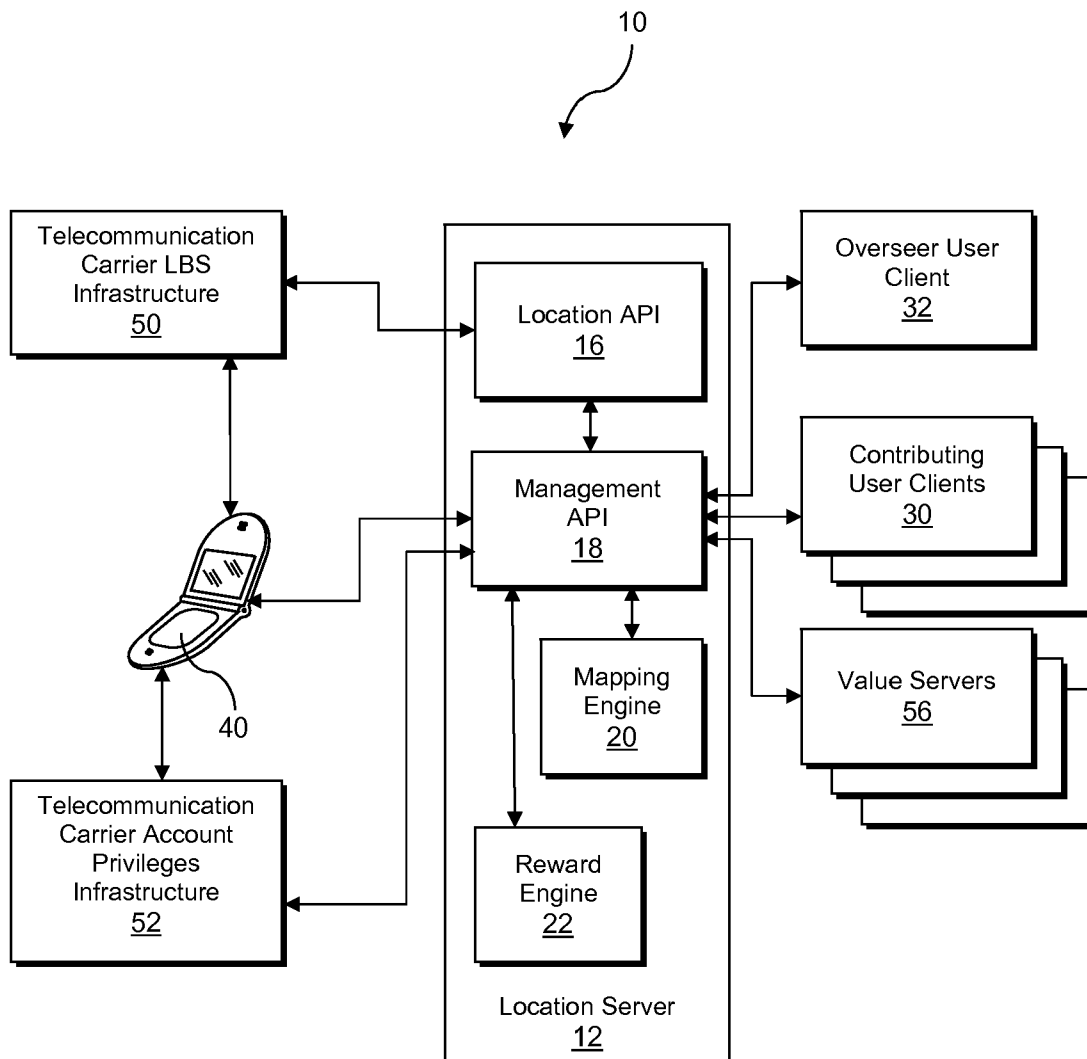 10
Telecommunication
Carrier LBS
Infrastructure
50
Location API
16
Overseer User
Client
32
Management
API
18
Contributing
User Clients
30
40
Mapping
Engine
20
Value Servers
56
Telecommunication
Carrier Account
Privileges
Infrastructure
52
Reward
Engine
22
Location Server
12